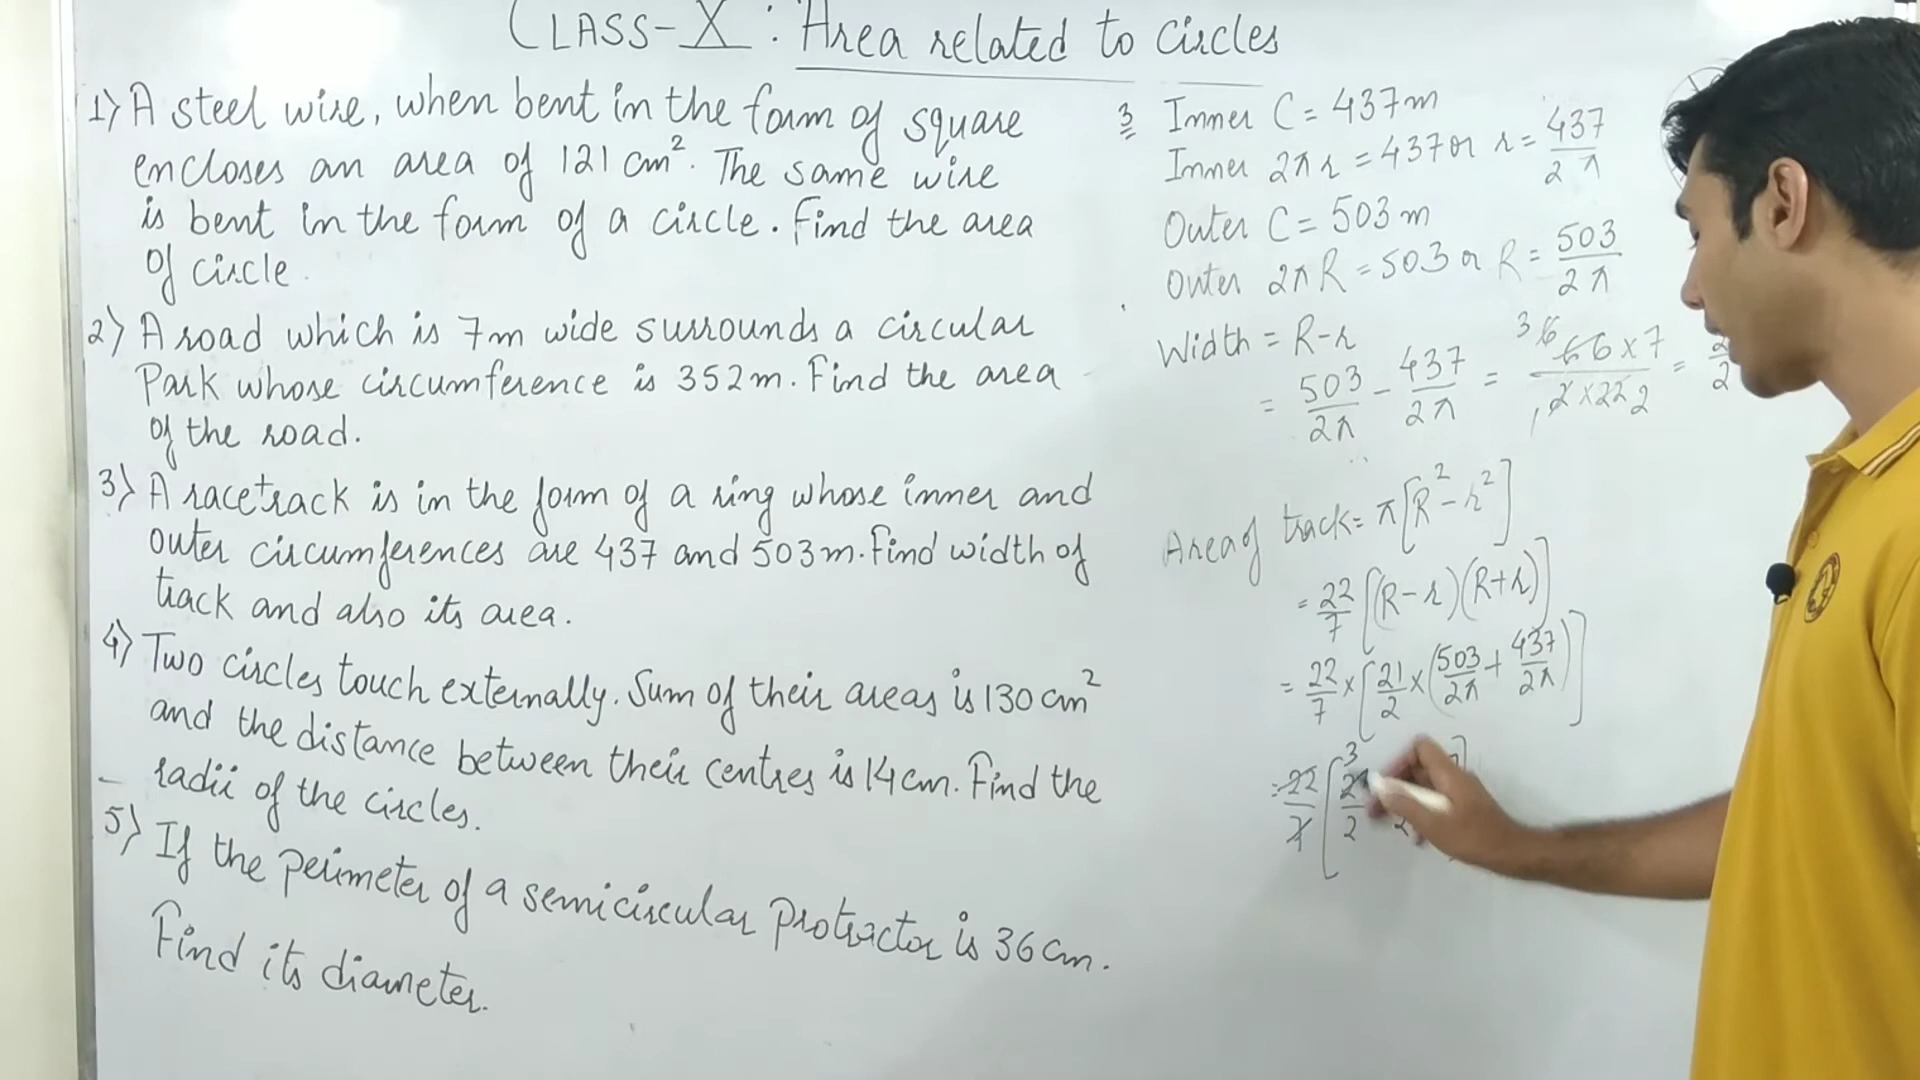 CLASS-X : Area related to circles
1) A steel wire, when bent in the form of square
encloses an area of 121 cm². The same wire
is bent in the form of a circle. Find the area
of circle.
2) A road which is 7m wide surrounds a circular
Park whose circumference is 352m. Find the area
of the road.
3) A racetrack is in the form of a ring whose inner and
outer circumferences are 437 and 503m. Find width of
track and also its area.
4) Two circles touch externally. Sum of their areas is 130 cm²
and the distance between their centres is 14cm. Find the
radii of the circles.
5) If the perimeter of a semicircular Protractor is 36cm.
Find its diameter.
3 Inner C = 437m
Inner 2πr = 437 or r = 437/2π
Outer C = 503m
Outer 2πR = 503 or R = 503/2π
Width = R-r
= 503/2π - 437/2π = 66×7/2×22 =
Area of track = π[R²-r²]
= 22/7 [(R-r)(R+r)]
= 22/7 × [21/2 × (503/2π + 437/2π)]
= 22/7 [